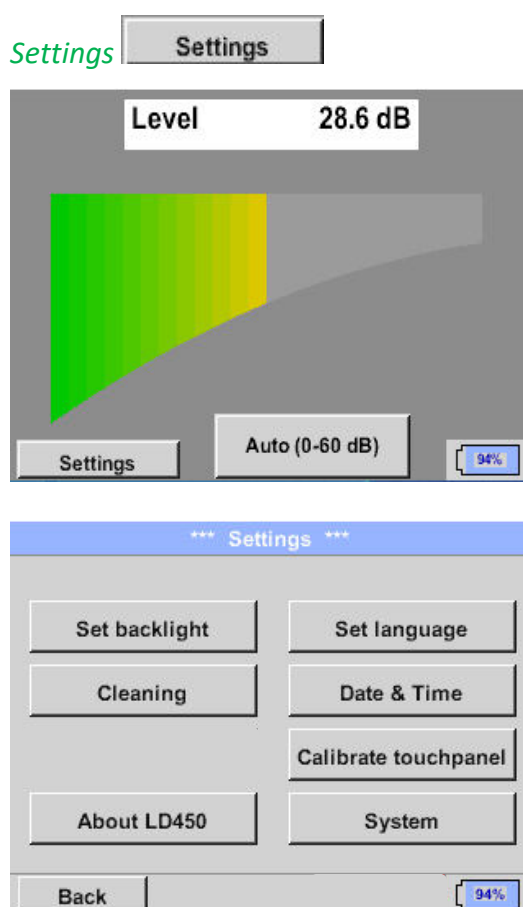 Settings Settings
Level 28.6 dB
Auto (0-60 dB)
Settings 94%
*** Settings ***
Set backlight Set language
Cleaning Date & Time
Calibrate touchpanel
About LD450 System
Back 94%